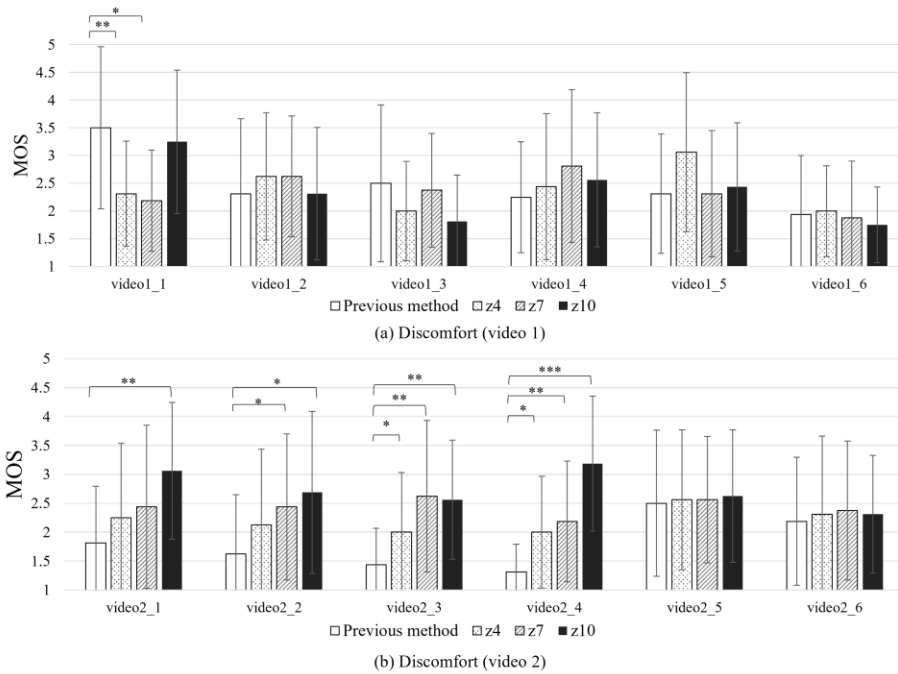 *
**
5
4.5
4
3.5
3
2.5
2
1.5
1
MOS
video1_1 video1_2 video1_3 video1_4 video1_5 video1_6
Previous method z4 z7 z10
(a) Discomfort (video 1)
5
4.5
4
3.5
3
2.5
2
1.5
1
MOS
** * * ** ** * *** ** *
video2_1 video2_2 video2_3 video2_4 video2_5 video2_6
Previous method z4 z7 z10
(b) Discomfort (video 2)